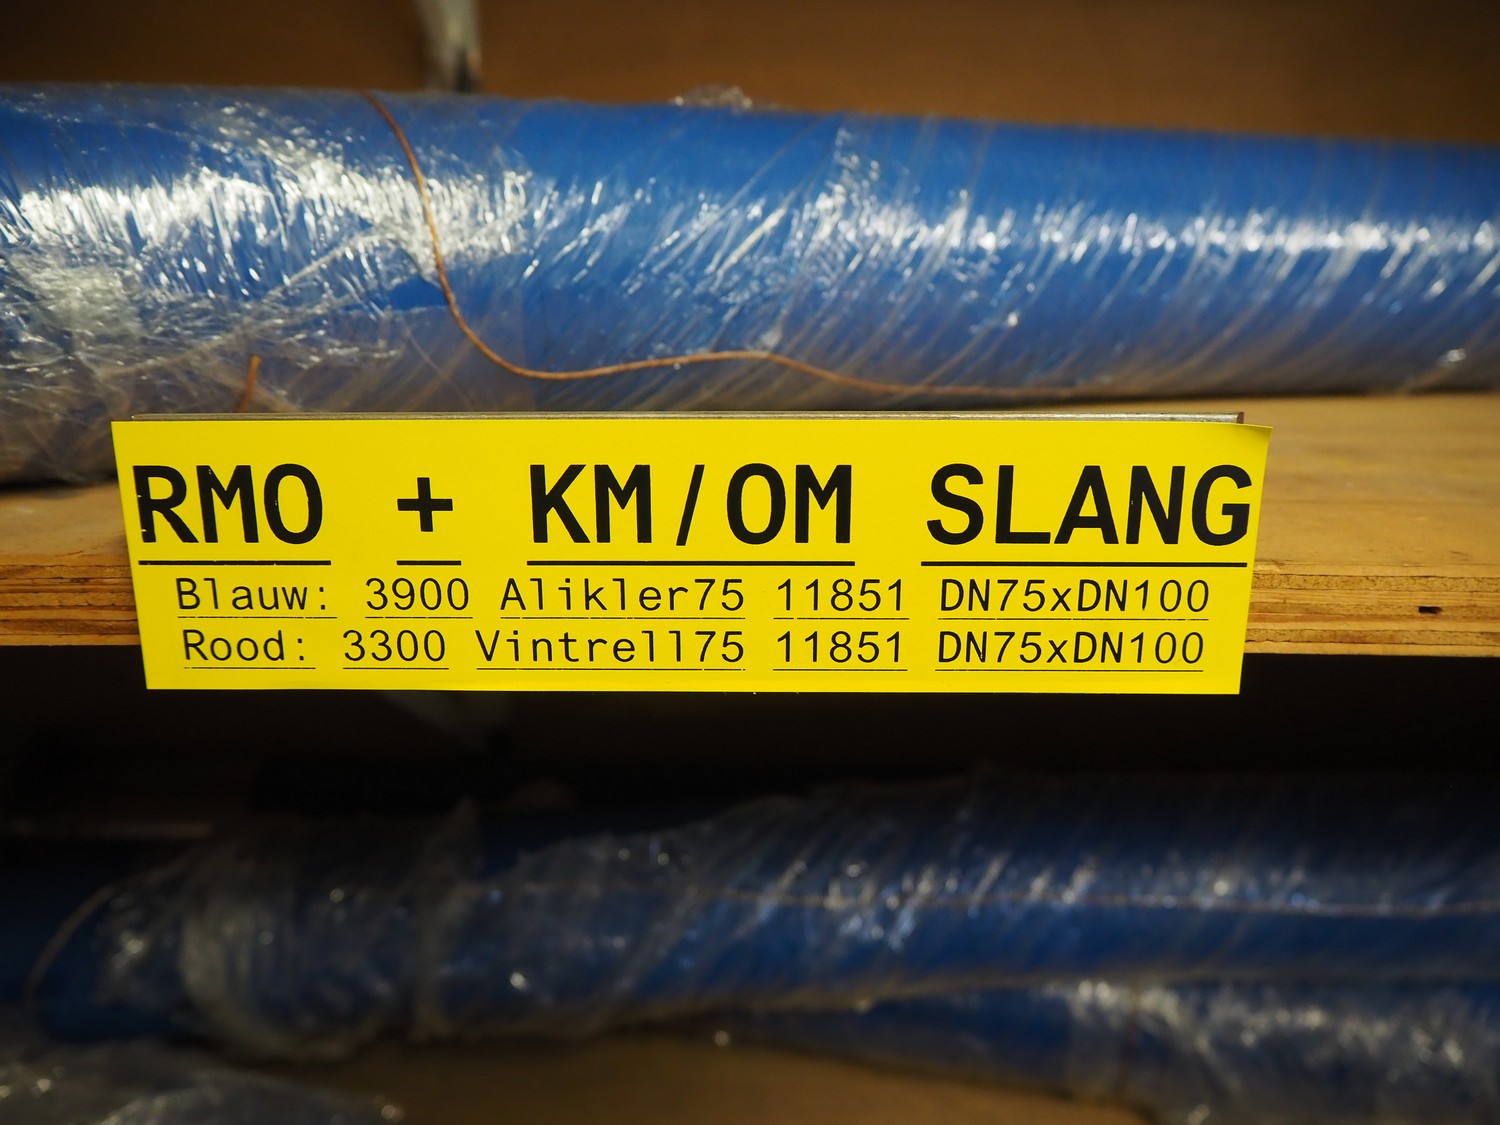 RMO + KM/OM SLANG
Blauw: 3900 Alikler75 11851 DN75xDN100
Rood: 3300 Vintrell75 11851 DN75xDN100